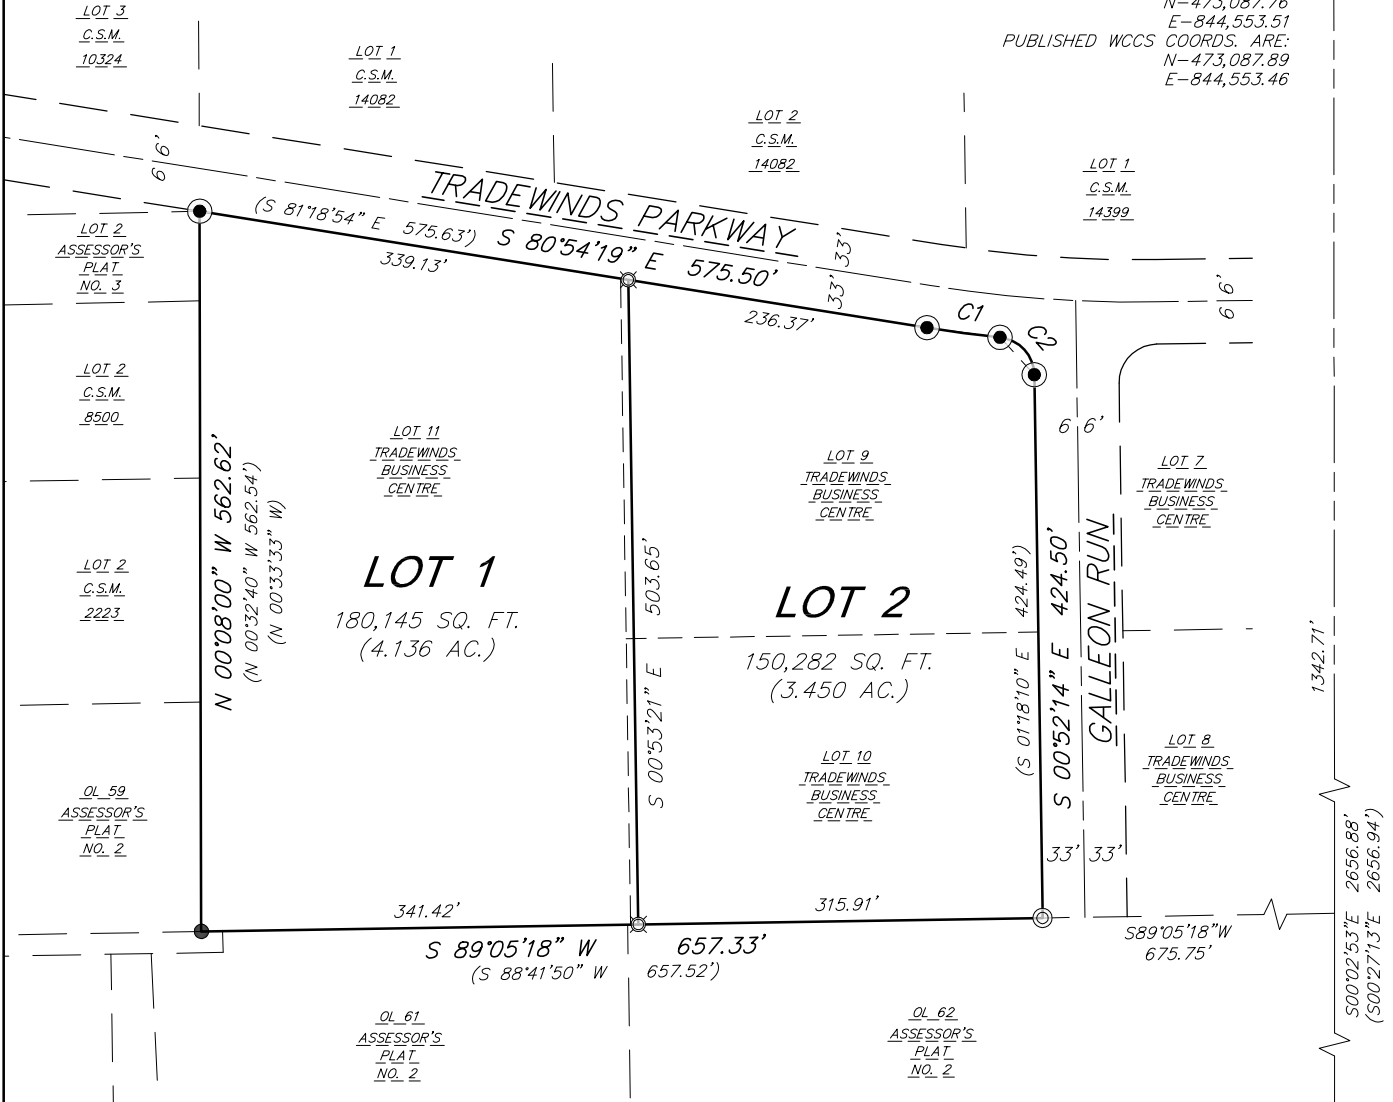 N-473,087.76
E-844,553.51
PUBLISHED WCCS COORDS. ARE:
N-473,087.89
E-844,553.46
LOT 3
C.S.M.
10324
LOT 1
C.S.M.
14082
LOT 2
C.S.M.
14082
LOT 1
C.S.M.
14399
6 6'
TRADEWINDS PARKWAY
(S 81°18'54" E 575.63')
S 80°54'19" E 575.50'
339.13'
236.37'
33'
33'
C1
C2
6 6'
LOT 2
ASSESSOR'S
PLAT
NO. 3
LOT 2
C.S.M.
8500
LOT 2
C.S.M.
2223
OL 59
ASSESSOR'S
PLAT
NO. 2
N 00°08'00" W 562.62'
(N 00°32'40" W 562.54')
(N 00°33'33" W)
LOT 11
TRADEWINDS
BUSINESS
CENTRE
LOT 1
180,145 SQ. FT.
(4.136 AC.)
503.65'
S 00°53'21" E
LOT 9
TRADEWINDS
BUSINESS
CENTRE
LOT 2
150,282 SQ. FT.
(3.450 AC.)
LOT 10
TRADEWINDS
BUSINESS
CENTRE
(S 01°18'10" E 424.49')
S 00°52'14" E 424.50'
GALLEON RUN
6 6'
33' 33'
LOT 7
TRADEWINDS
BUSINESS
CENTRE
LOT 8
TRADEWINDS
BUSINESS
CENTRE
1342.71'
S00°02'53"E 2656.88'
(S00°27'13"E 2656.94')
341.42'
315.91'
S 89°05'18" W 657.33'
(S 88°41'50" W 657.52')
S89°05'18"W
675.75'
OL 61
ASSESSOR'S
PLAT
NO. 2
OL 62
ASSESSOR'S
PLAT
NO. 2